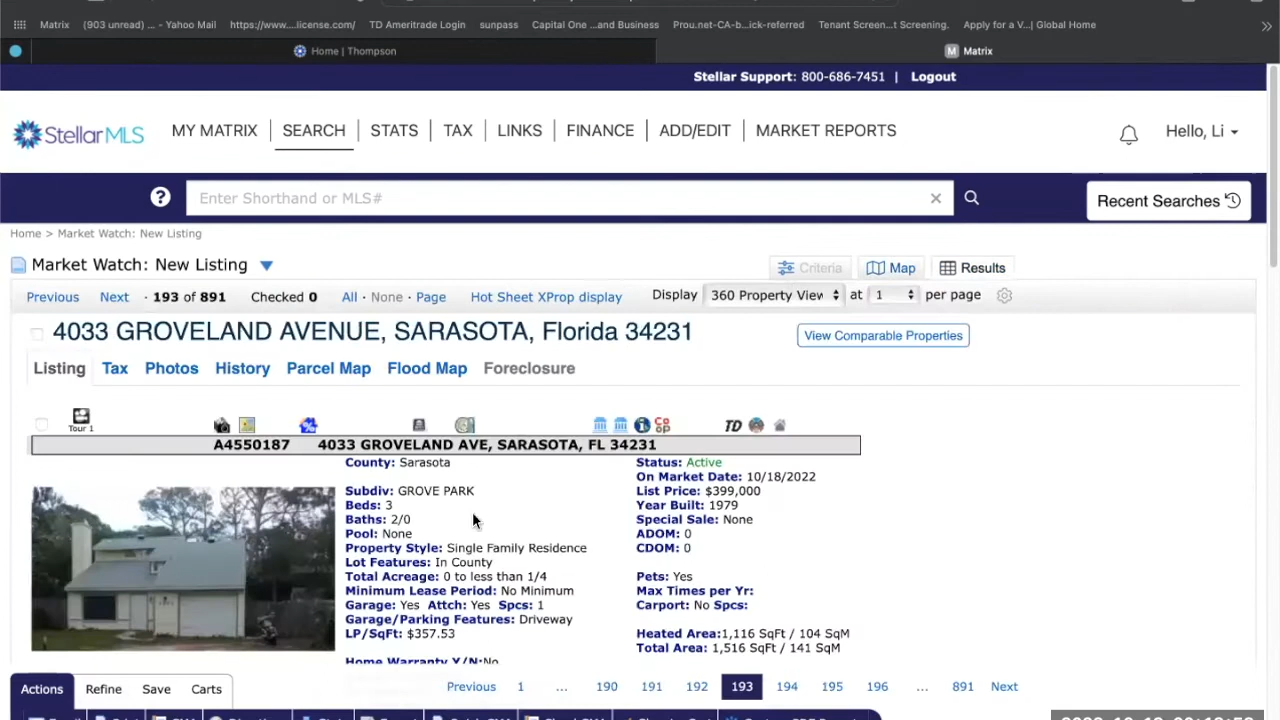 Matrix (903 unread) ... - Yahoo Mail https://www....license.com/ TD Ameritrade Login sunpass Capital One ...and Business Prou.net-CA-b...ick-referred Tenant Screen...t Screening. Apply for a V...| Global Home
Home | Thompson M Matrix
Stellar Support: 800-686-7451 | Logout
StellarMLS MY MATRIX SEARCH STATS TAX LINKS FINANCE ADD/EDIT MARKET REPORTS Hello, Li
? Enter Shorthand or MLS# Recent Searches
Home > Market Watch: New Listing
Market Watch: New Listing Criteria Map Results
Previous Next · 193 of 891 Checked 0 All · None · Page Hot Sheet XProp display Display 360 Property View at 1 per page
4033 GROVELAND AVENUE, SARASOTA, Florida 34231 View Comparable Properties
Listing Tax Photos History Parcel Map Flood Map Foreclosure
Tour 1 Co op TD
A4550187 4033 GROVELAND AVE, SARASOTA, FL 34231
County: Sarasota Status: Active
On Market Date: 10/18/2022
Subdiv: GROVE PARK List Price: $399,000
Beds: 3 Year Built: 1979
Baths: 2/0 Special Sale: None
Pool: None ADOM: 0
Property Style: Single Family Residence CDOM: 0
Lot Features: In County
Total Acreage: 0 to less than 1/4 Pets: Yes
Minimum Lease Period: No Minimum Max Times per Yr:
Garage: Yes Attch: Yes Spcs: 1 Carport: No Spcs:
Garage/Parking Features: Driveway
LP/SqFt: $357.53 Heated Area:1,116 SqFt / 104 SqM
Total Area: 1,516 SqFt / 141 SqM
Home Warranty Y/N:No
Actions Refine Save Carts Previous 1 ... 190 191 192 193 194 195 196 ... 891 Next